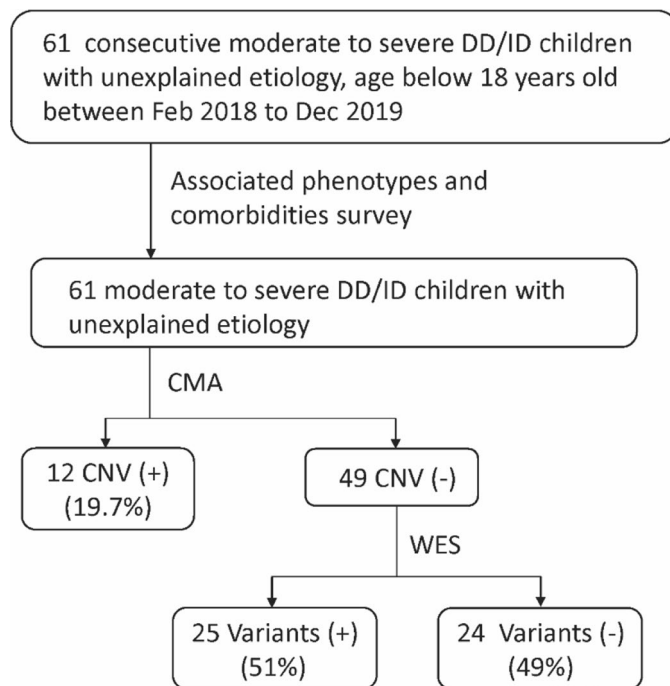 61 consecutive moderate to severe DD/ID children
with unexplained etiology, age below 18 years old
between Feb 2018 to Dec 2019
Associated phenotypes and
comorbidities survey
61 moderate to severe DD/ID children with
unexplained etiology
CMA
12 CNV (+)
(19.7%)
49 CNV (-)
WES
25 Variants (+)
(51%)
24 Variants (-)
(49%)